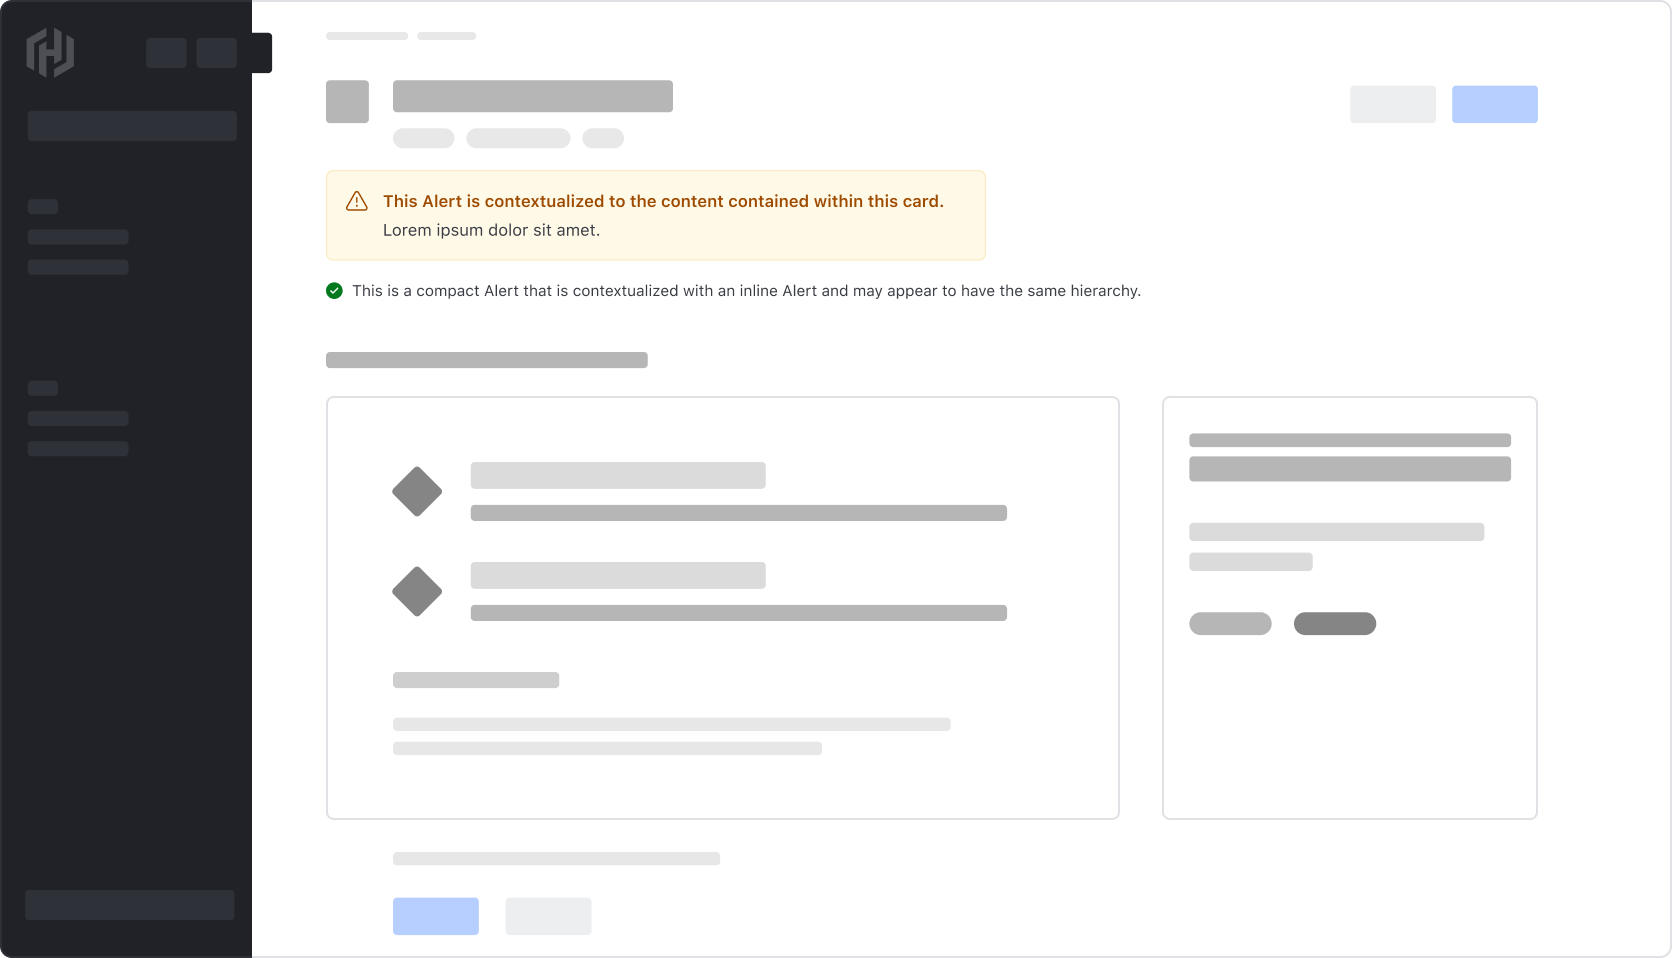 This Alert is contextualized to the content contained within this card.
Lorem ipsum dolor sit amet.
This is a compact Alert that is contextualized with an inline Alert and may appear to have the same hierarchy.